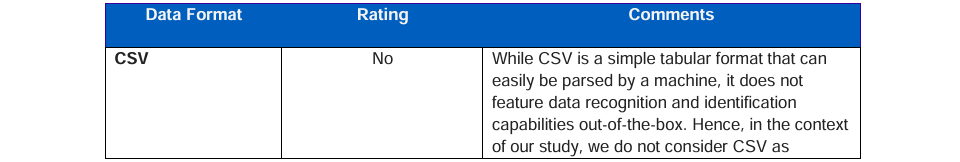 Data Format Rating Comments
CSV No While CSV is a simple tabular format that can
easily be parsed by a machine, it does not
feature data recognition and identification
capabilities out-of-the-box. Hence, in the context
of our study, we do not consider CSV as